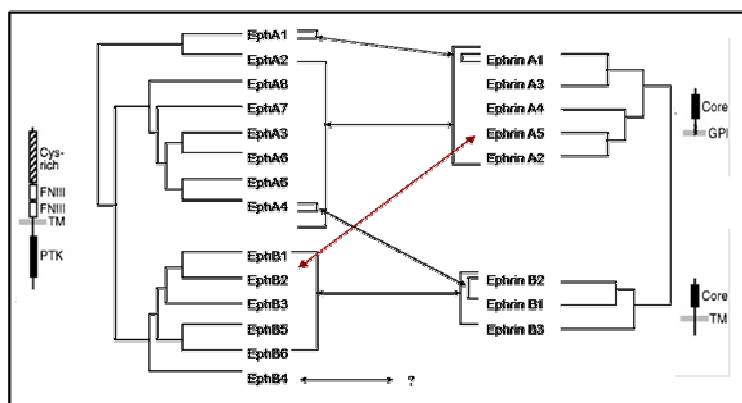 Cys-
rich
FNIII
FNIII
TM
PTK
EphA1
EphA2
EphA8
EphA7
EphA3
EphA6
EphA5
EphA4
EphB1
EphB2
EphB3
EphB5
EphB6
EphB4
?
Ephrin A1
Ephrin A3
Ephrin A4
Ephrin A5
Ephrin A2
Ephrin B2
Ephrin B1
Ephrin B3
Core
GPI
Core
TM